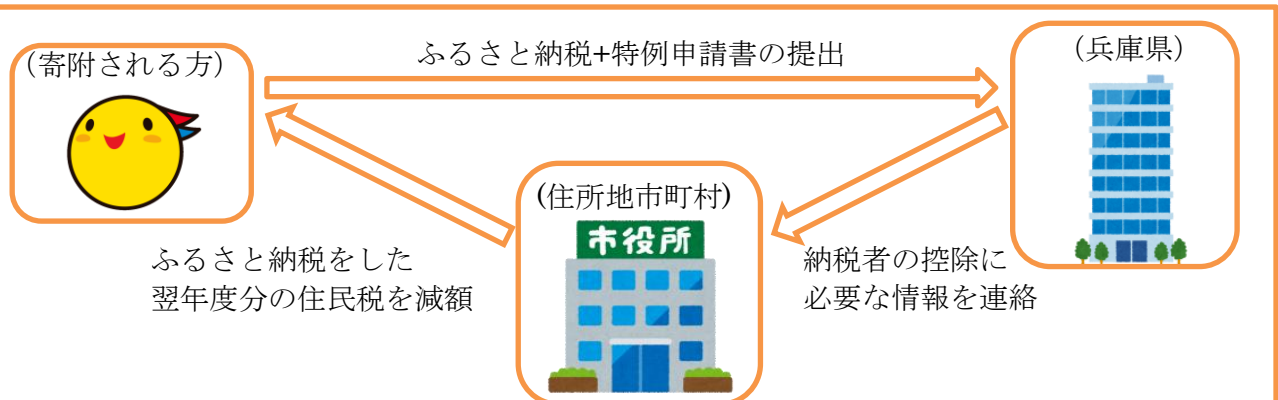 (寄附される方)
ふるさと納税+特例申請書の提出
(兵庫県)
(住所地市町村)
市役所
ふるさと納税をした
翌年度分の住民税を減額
納税者の控除に
必要な情報を連絡